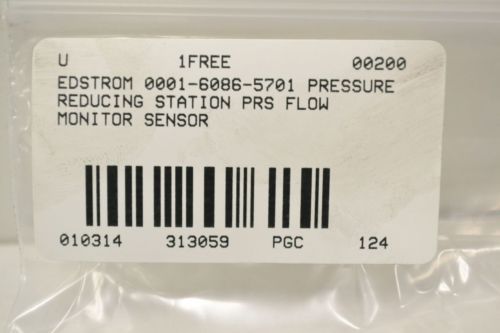 U 1FREE 00200
EDSTROM 0001-6086-5701 PRESSURE
REDUCING STATION PRS FLOW
MONITOR SENSOR
010314 313059 PGC 124